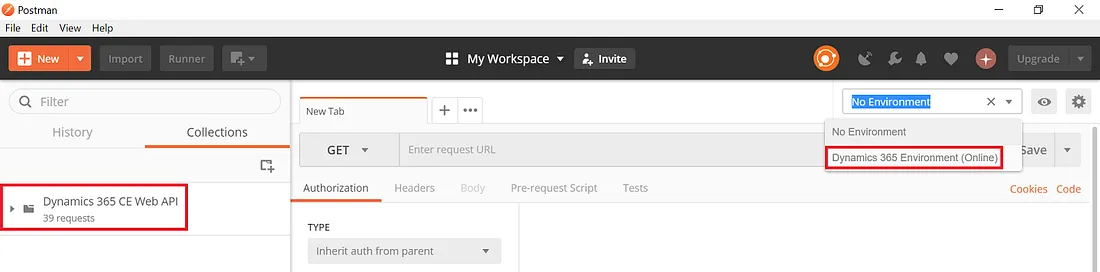 Postman
File Edit View Help
New Import Runner My Workspace Invite Upgrade
Filter
History Collections
Dynamics 365 CE Web API
39 requests
New Tab
No Environment
No Environment
Dynamics 365 Environment (Online)
GET Enter request URL Save
Authorization Headers Body Pre-request Script Tests Cookies Code
TYPE
Inherit auth from parent